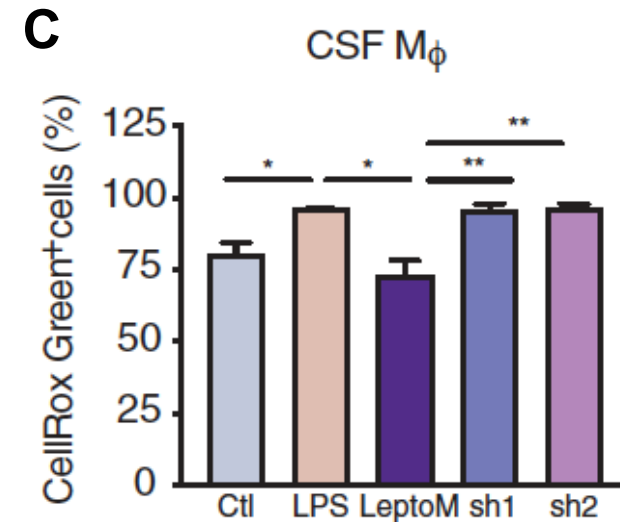 C
CSF Mϕ
CellRox Green+cells (%)
125
100
75
50
25
0
* * ** **
Ctl LPS LeptoM sh1 sh2